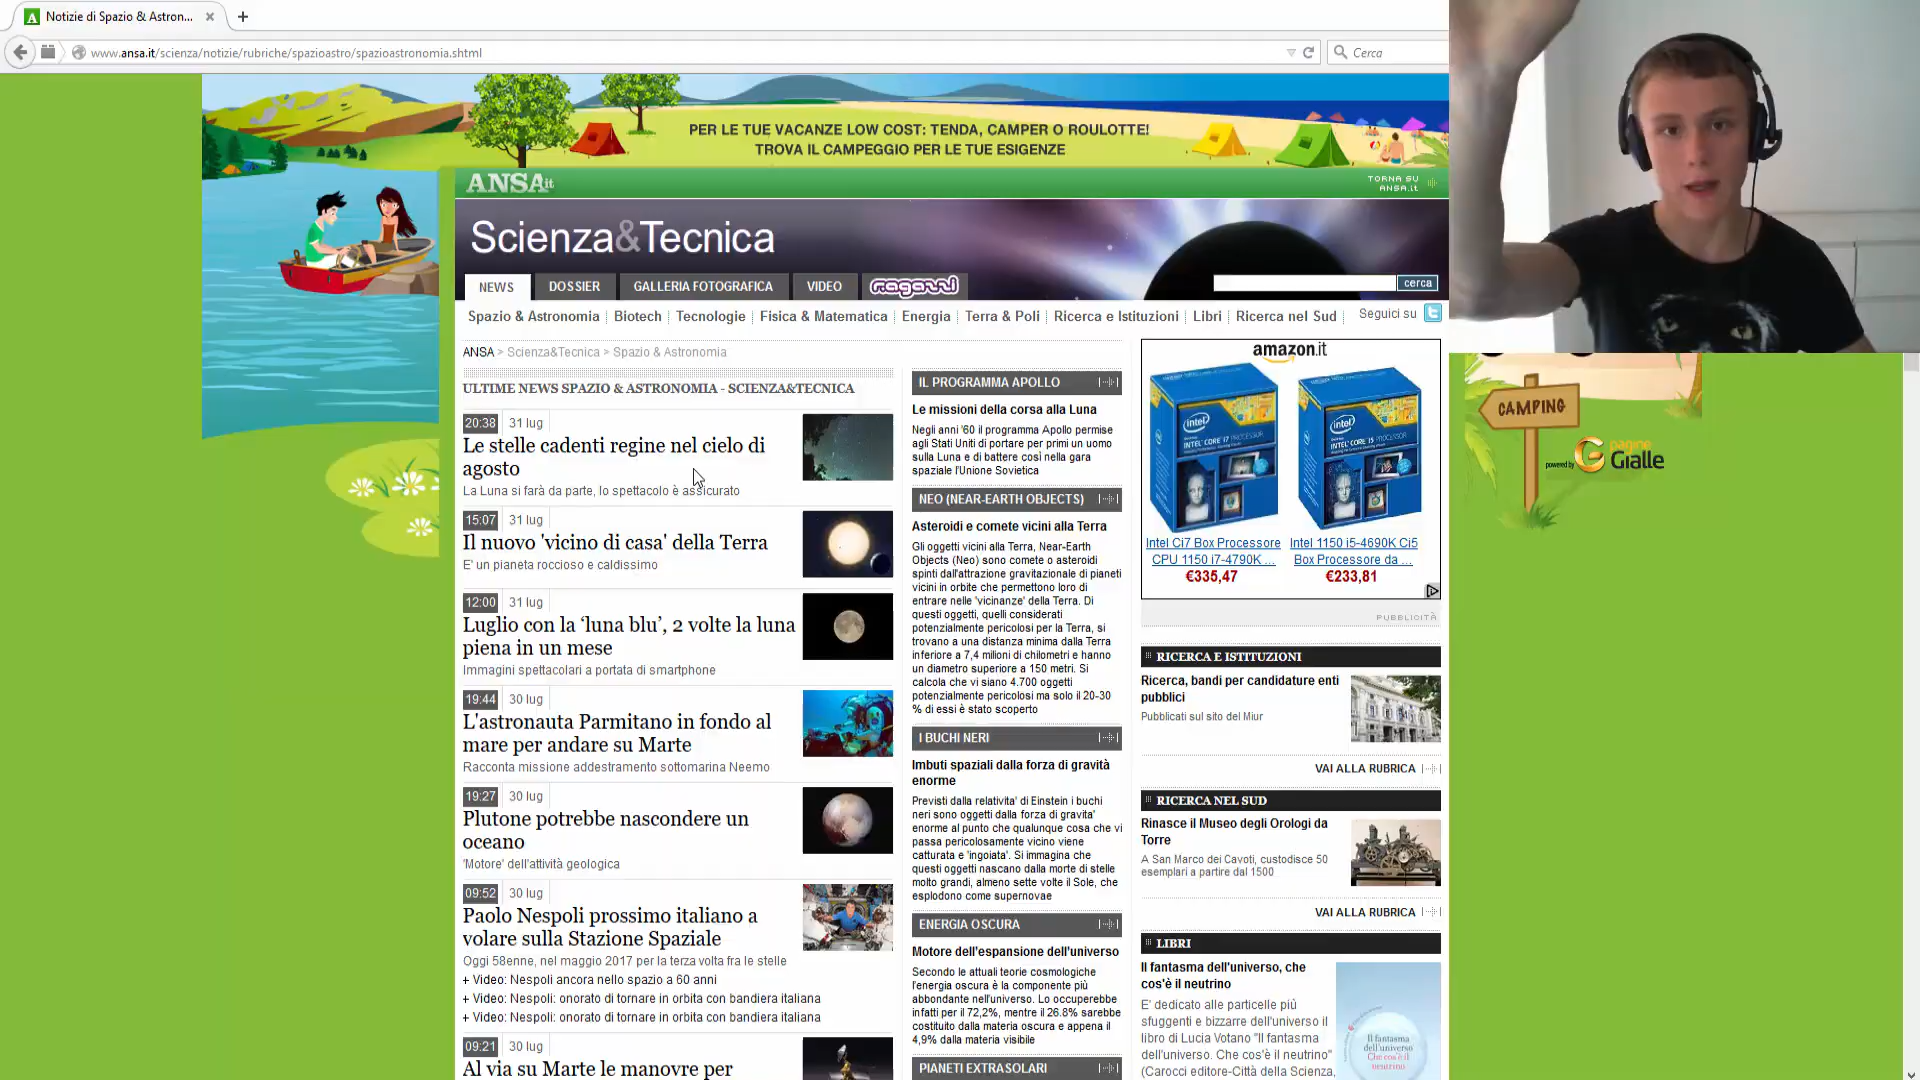 Notizie di Spazio & Astron...
www.ansa.it/scienza/notizie/rubriche/spazioastro/spazioastronomia.shtml
Cerca
PER LE TUE VACANZE LOW COST: TENDA, CAMPER O ROULOTTE!
TROVA IL CAMPEGGIO PER LE TUE ESIGENZE
ANSA.it
TORNA SU
ANSA.it
Scienza&Tecnica
NEWS
DOSSIER
GALLERIA FOTOGRAFICA
VIDEO
ragazzi
cerca
Spazio & Astronomia
Biotech
Tecnologie
Fisica & Matematica
Energia
Terra & Poli
Ricerca e Istituzioni
Libri
Ricerca nel Sud
Seguici su
ANSA > Scienza&Tecnica > Spazio & Astronomia
ULTIME NEWS SPAZIO & ASTRONOMIA - SCIENZA&TECNICA
20:38 31 lug
Le stelle cadenti regine nel cielo di
agosto
La Luna si farà da parte, lo spettacolo è assicurato
15:07 31 lug
Il nuovo 'vicino di casa' della Terra
E' un pianeta roccioso e caldissimo
12:00 31 lug
Luglio con la ‘luna blu’, 2 volte la luna
piena in un mese
Immagini spettacolari a portata di smartphone
19:44 30 lug
L'astronauta Parmitano in fondo al
mare per andare su Marte
Racconta missione addestramento sottomarina Neemo
19:27 30 lug
Plutone potrebbe nascondere un
oceano
'Motore' dell'attività geologica
09:52 30 lug
Paolo Nespoli prossimo italiano a
volare sulla Stazione Spaziale
Oggi 58enne, nel maggio 2017 per la terza volta fra le stelle
+ Video: Nespoli ancora nello spazio a 60 anni
+ Video: Nespoli: onorato di tornare in orbita con bandiera italiana
+ Video: Nespoli: onorato di tornare in orbita con bandiera italiana
09:21 30 lug
Al via su Marte le manovre per
IL PROGRAMMA APOLLO
Le missioni della corsa alla Luna
Negli anni '60 il programma Apollo permise
agli Stati Uniti di portare per primi un uomo
sulla Luna e di battere così nella gara
spaziale l'Unione Sovietica
NEO (NEAR-EARTH OBJECTS)
Asteroidi e comete vicini alla Terra
Gli oggetti vicini alla Terra, Near-Earth
Objects (Neo) sono comete o asteroidi
spinti dall'attrazione gravitazionale di pianeti
vicini in orbite che permettono loro di
entrare nelle 'vicinanze' della Terra. Di
questi oggetti, quelli considerati
potenzialmente pericolosi per la Terra, si
trovano a una distanza minima dalla Terra
inferiore a 7,4 milioni di chilometri e hanno
un diametro superiore a 150 metri. Si
calcola che vi siano 4.700 oggetti
potenzialmente pericolosi ma solo il 20-30
% di essi è stato scoperto
I BUCHI NERI
Imbuti spaziali dalla forza di gravità
enorme
Previsti dalla relativita' di Einstein i buchi
neri sono oggetti dalla forza di gravita'
enorme al punto che qualunque cosa che vi
passa pericolosamente vicino viene
catturata e 'ingoiata'. Si immagina che
questi oggetti nascano dalla morte di stelle
molto grandi, almeno sette volte il Sole, che
esplodono come supernovae
ENERGIA OSCURA
Motore dell'espansione dell'universo
Secondo le attuali teorie cosmologiche
l'energia oscura è la componente più
abbondante nell'universo. Lo occuperebbe
infatti per il 72,2%, mentre il 26.8% sarebbe
costituito dalla materia oscura e appena il
4,9% dalla materia visibile
PIANETI EXTRASOLARI
amazon.it
Intel Ci7 Box Processore
CPU 1150 i7-4790K ...
€335,47
Intel 1150 i5-4690K Ci5
Box Processore da ...
€233,81
PUBBLICITÀ
RICERCA E ISTITUZIONI
Ricerca, bandi per candidature enti
pubblici
Pubblicati sul sito del Miur
VAI ALLA RUBRICA
RICERCA NEL SUD
Rinasce il Museo degli Orologi da
Torre
A San Marco dei Cavoti, custodisce 50
esemplari a partire dal 1500
VAI ALLA RUBRICA
LIBRI
Il fantasma dell'universo, che
cos'è il neutrino
E' dedicato alle particelle più
sfuggenti e bizzarre dell'universo il
libro di Lucia Votano "Il fantasma
dell'universo. Che cos'è il neutrino"
(Carocci editore-Città della Scienza,
Il fantasma
dell'universo
Che cos'è il
neutrino
CAMPING
powered by
pagine
Gialle